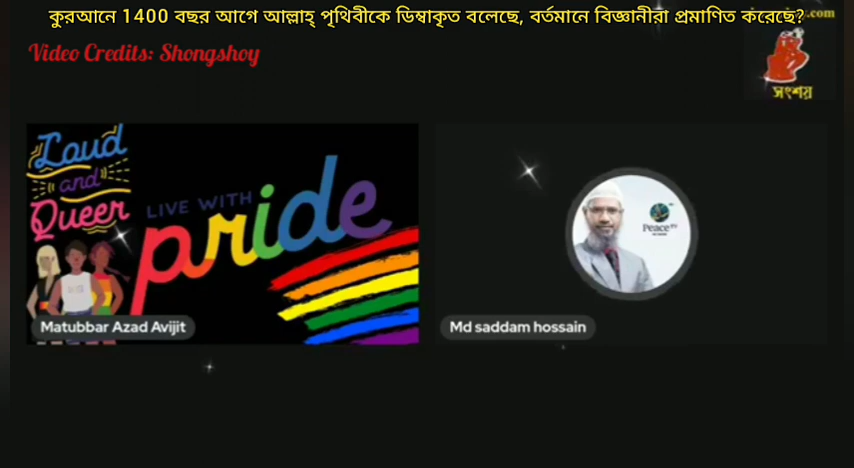 কুরআনে 1400 বছর আগে আল্লাহ্ পৃথিবীকে ডিম্বাকৃত বলেছে, বর্তমানে বিজ্ঞানীরা প্রমাণিত করেছে?
.com
Video Credits: Shongshoy
সংশয়
Loud
and
Queer
LIVE WITH
pride
Peace TV
Matubbar Azad Avijit
Md saddam hossain